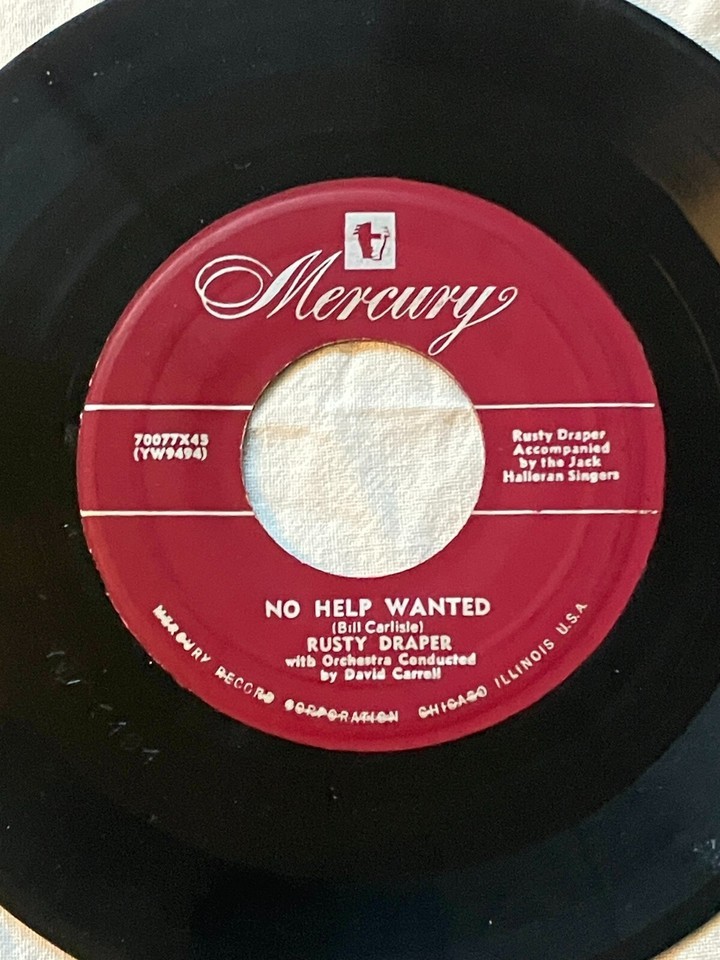 Mercury
70077X45
(YW9494)
Rusty Draper
Accompanied
by the Jack
Halloran Singers
NO HELP WANTED
(Bill Carlisle)
RUSTY DRAPER
with Orchestra Conducted
by David Carroll
MERCURY RECORD CORPORATION CHICAGO ILLINOIS U.S.A.